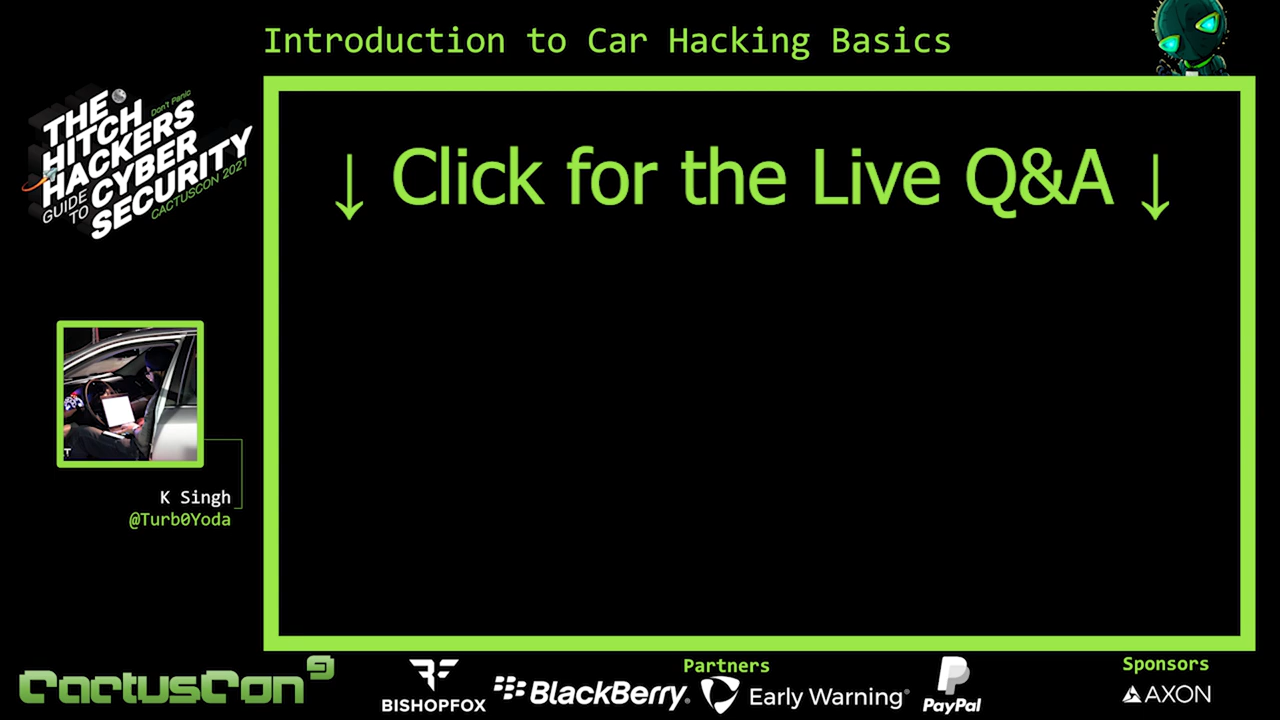 Introduction to Car Hacking Basics
THE
HITCH
HACKERS
GUIDE
TO
CYBER
SECURITY
Don't Panic
CACTUSCON 2021
↓ Click for the Live Q&A ↓
K Singh
@Turb0Yoda
CactusCon 9
Partners
BISHOPFOX
BlackBerry®
Early Warning®
PayPal
Sponsors
AXON